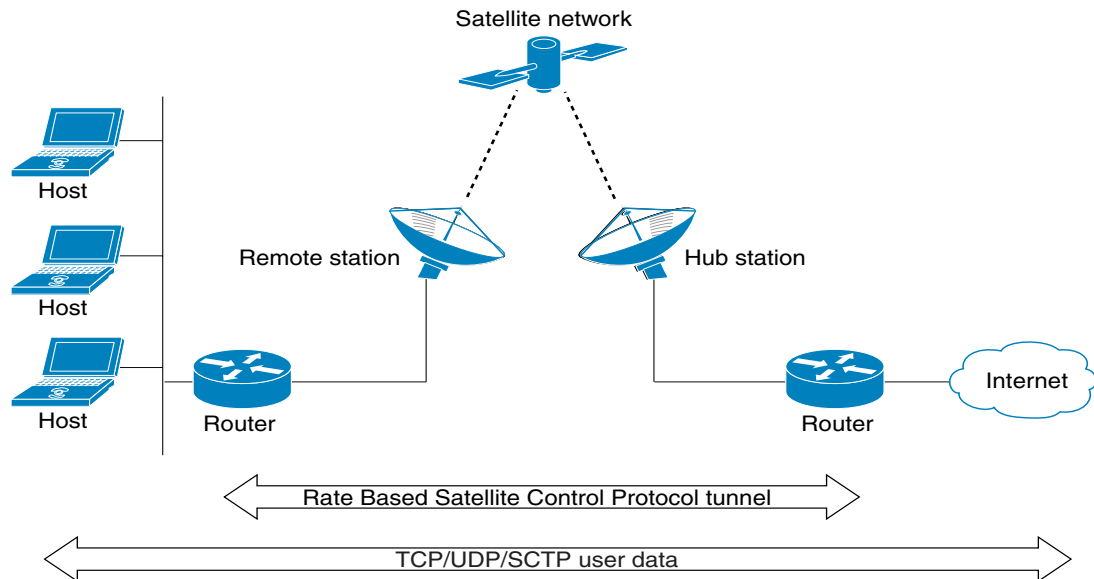 Satellite network
Host
Remote station
Hub station
Host
Internet
Host
Router
Router
Rate Based Satellite Control Protocol tunnel
TCP/UDP/SCTP user data